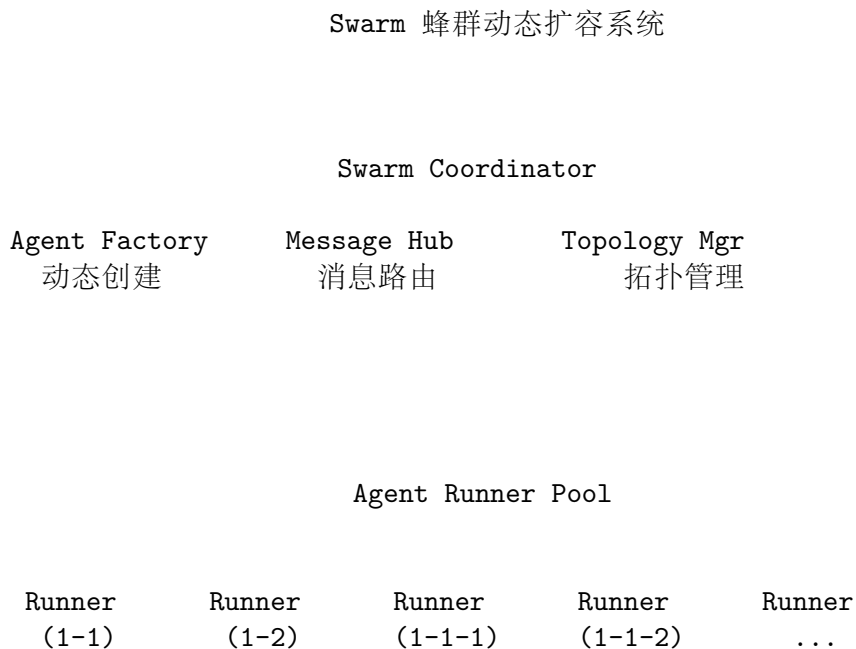 Swarm 蜂群动态扩容系统
Swarm Coordinator
Agent Factory Message Hub Topology Mgr
动态创建 消息路由 拓扑管理
Agent Runner Pool
Runner Runner Runner Runner Runner
(1-1) (1-2) (1-1-1) (1-1-2) ...